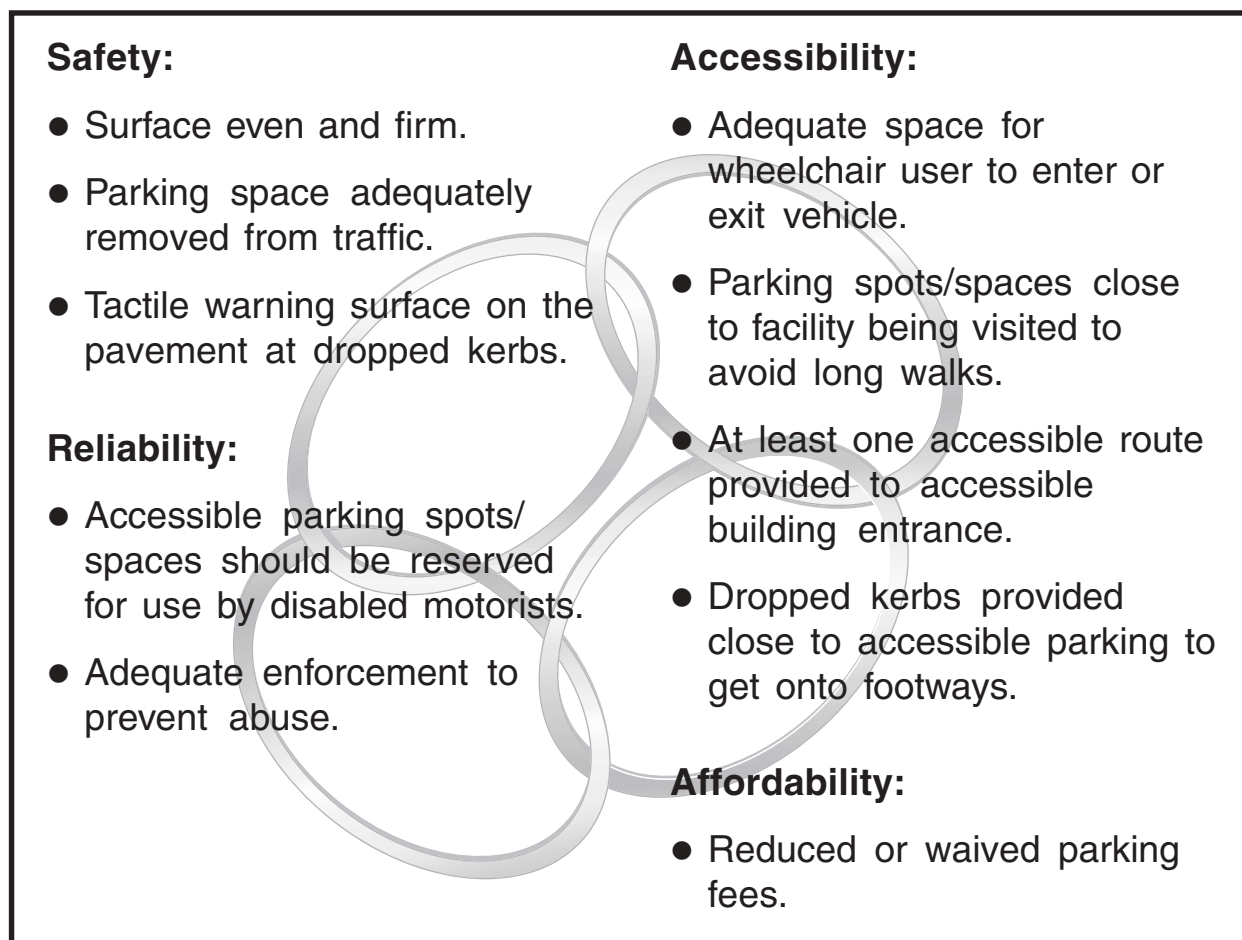 Safety:
● Surface even and firm.
● Parking space adequately
removed from traffic.
● Tactile warning surface on the
pavement at dropped kerbs.
Reliability:
● Accessible parking spots/
spaces should be reserved
for use by disabled motorists.
● Adequate enforcement to
prevent abuse.
Accessibility:
● Adequate space for
wheelchair user to enter or
exit vehicle.
● Parking spots/spaces close
to facility being visited to
avoid long walks.
● At least one accessible route
provided to accessible
building entrance.
● Dropped kerbs provided
close to accessible parking to
get onto footways.
Affordability:
● Reduced or waived parking
fees.